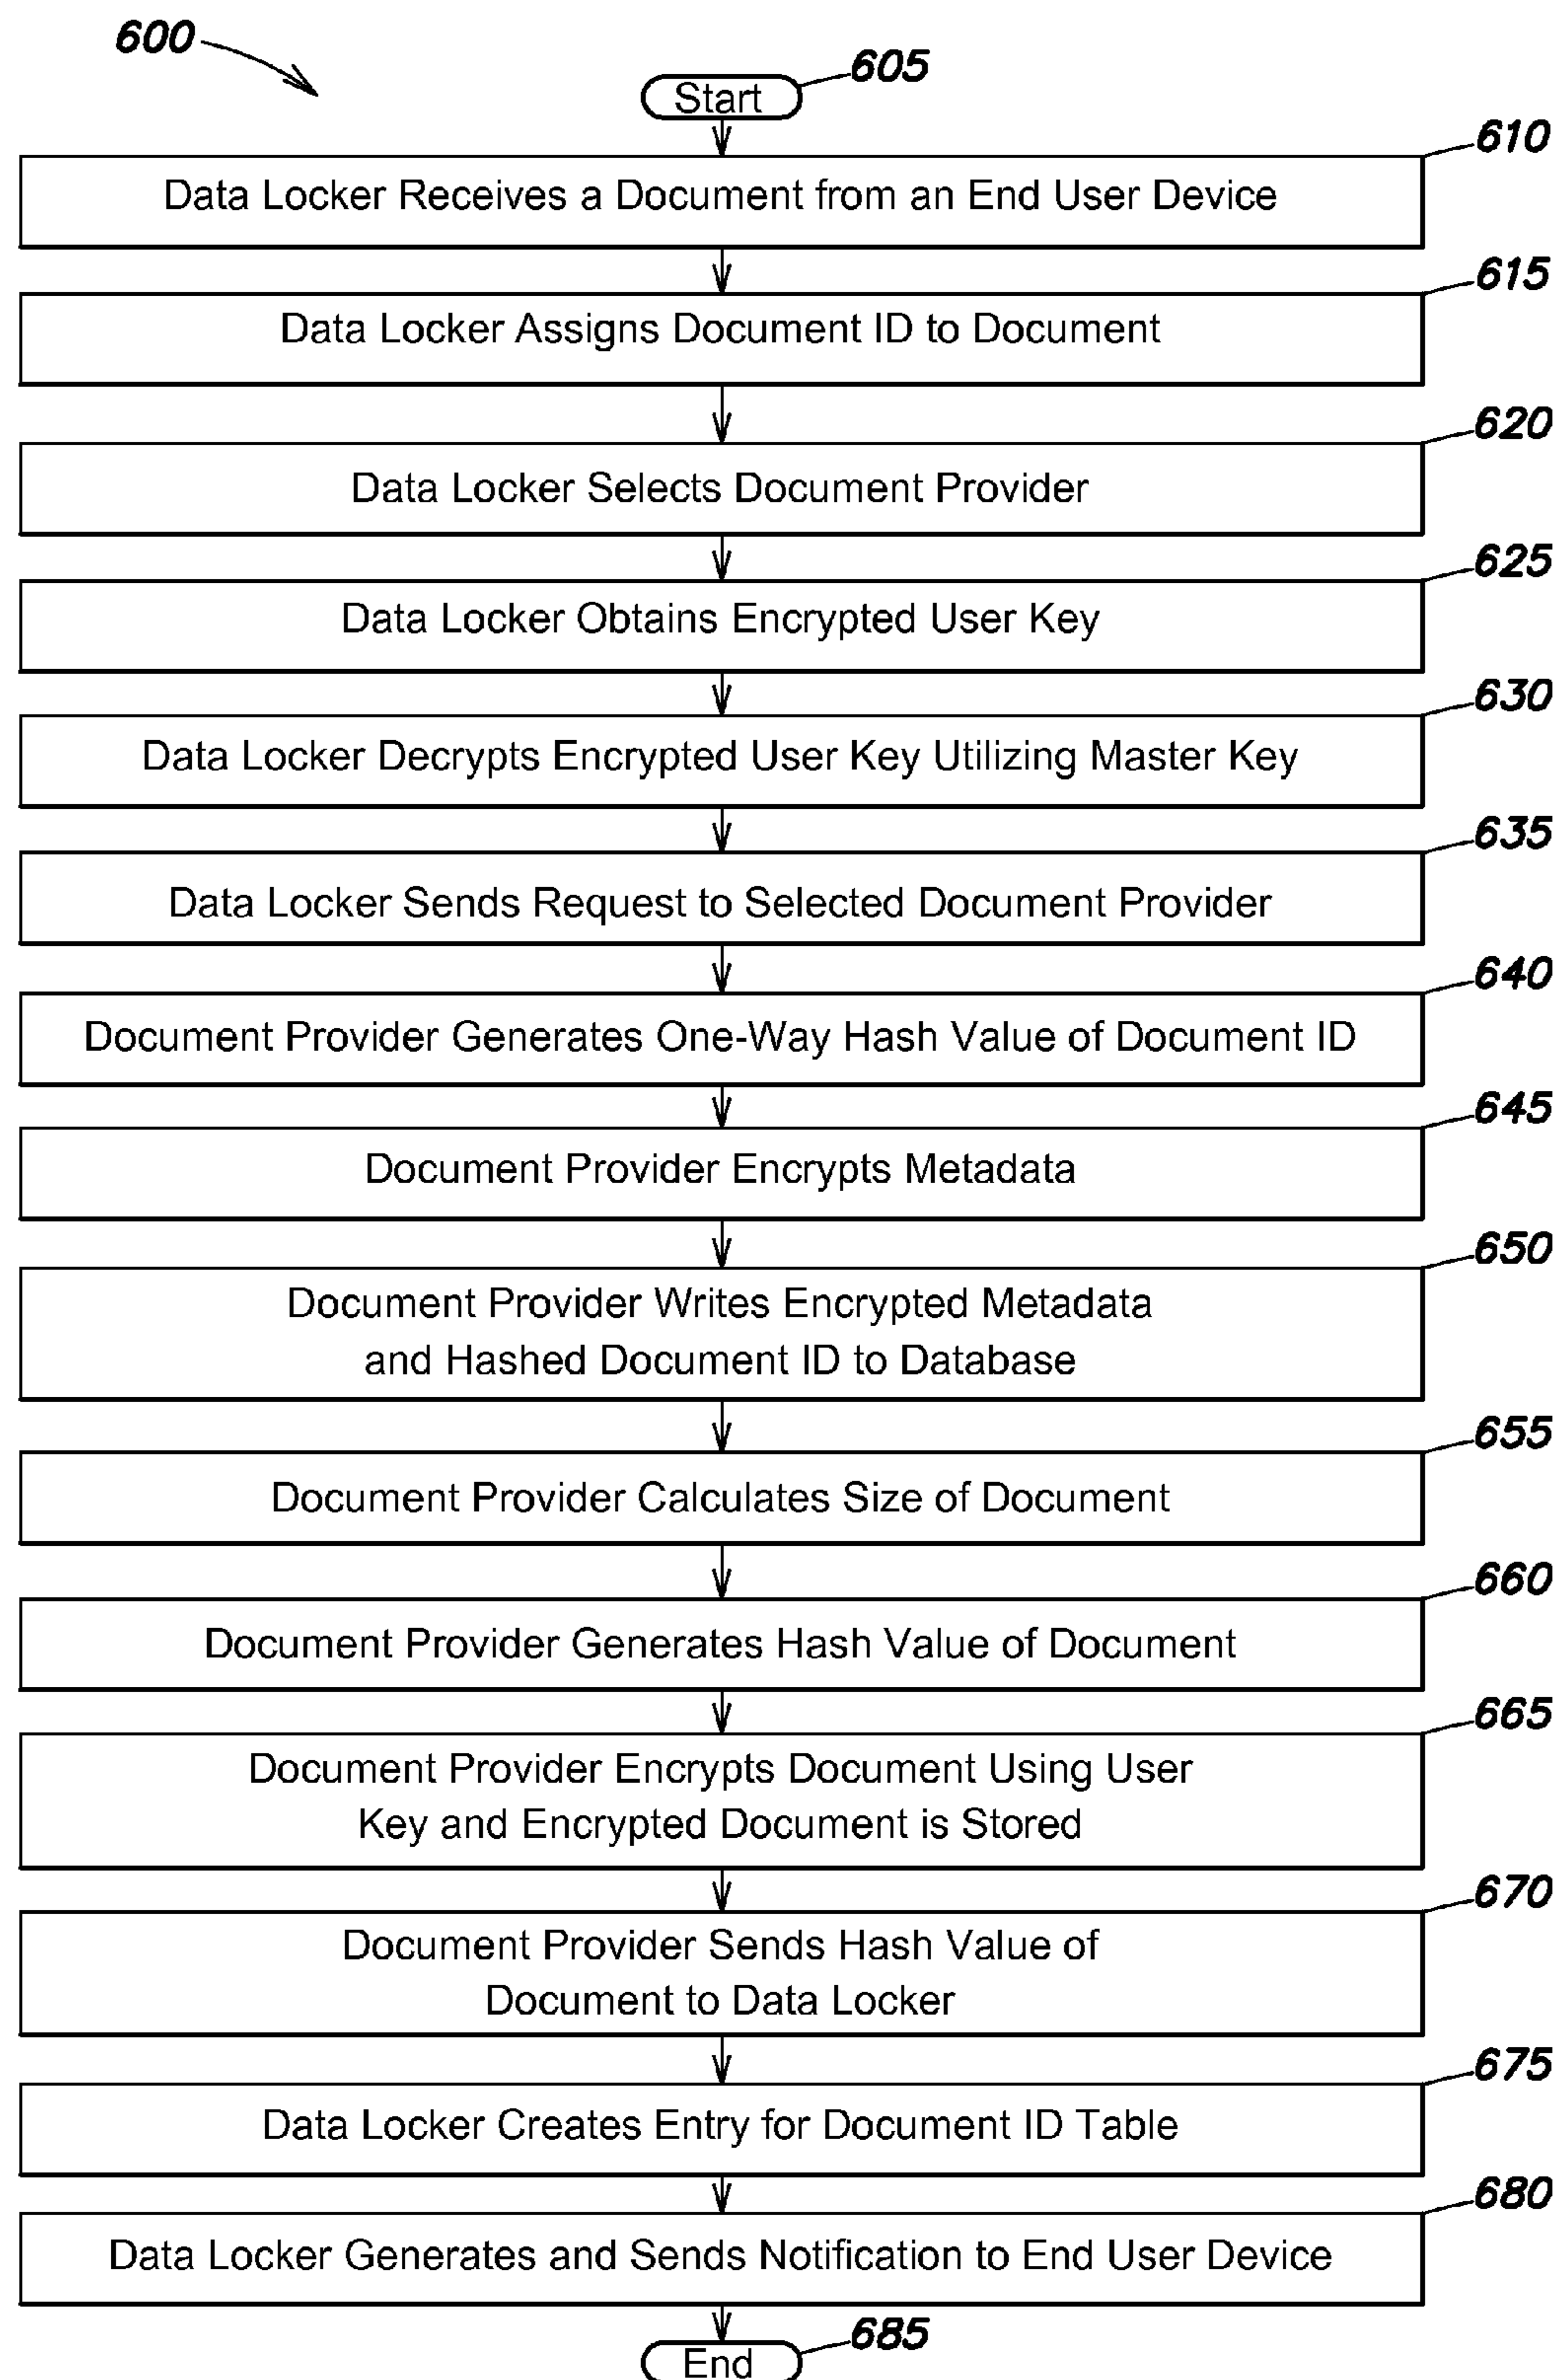 600
Start
605
610
Data Locker Receives a Document from an End User Device
615
Data Locker Assigns Document ID to Document
620
Data Locker Selects Document Provider
625
Data Locker Obtains Encrypted User Key
630
Data Locker Decrypts Encrypted User Key Utilizing Master Key
635
Data Locker Sends Request to Selected Document Provider
640
Document Provider Generates One-Way Hash Value of Document ID
645
Document Provider Encrypts Metadata
650
Document Provider Writes Encrypted Metadata
and Hashed Document ID to Database
655
Document Provider Calculates Size of Document
660
Document Provider Generates Hash Value of Document
665
Document Provider Encrypts Document Using User
Key and Encrypted Document is Stored
670
Document Provider Sends Hash Value of
Document to Data Locker
675
Data Locker Creates Entry for Document ID Table
680
Data Locker Generates and Sends Notification to End User Device
685
End